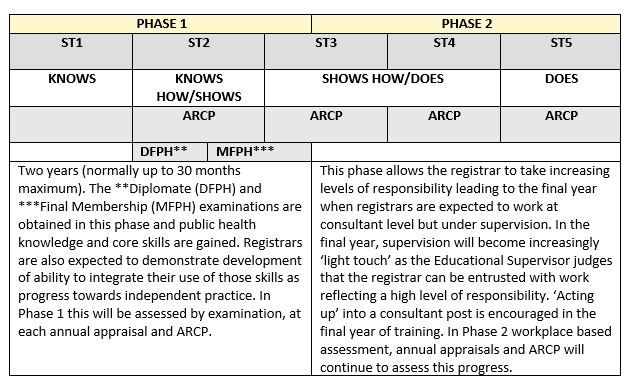 PHASE 1 PHASE 2
ST1 ST2 ST3 ST4 ST5
KNOWS KNOWS HOW/SHOWS SHOWS HOW/DOES DOES
ARCP ARCP ARCP ARCP
DFPH** MFPH***
Two years (normally up to 30 months
maximum). The **Diplomate (DFPH) and
***Final Membership (MFPH) examinations are
obtained in this phase and public health
knowledge and core skills are gained. Registrars
are also expected to demonstrate development
of ability to integrate their use of those skills as
progress towards independent practice. In
Phase 1 this will be assessed by examination, at
each annual appraisal and ARCP.
This phase allows the registrar to take increasing
levels of responsibility leading to the final year
when registrars are expected to work at
consultant level but under supervision. In the
final year, supervision will become increasingly
‘light touch’ as the Educational Supervisor judges
that the registrar can be entrusted with work
reflecting a high level of responsibility. ‘Acting
up’ into a consultant post is encouraged in the
final year of training. In Phase 2 workplace based
assessment, annual appraisals and ARCP will
continue to assess this progress.